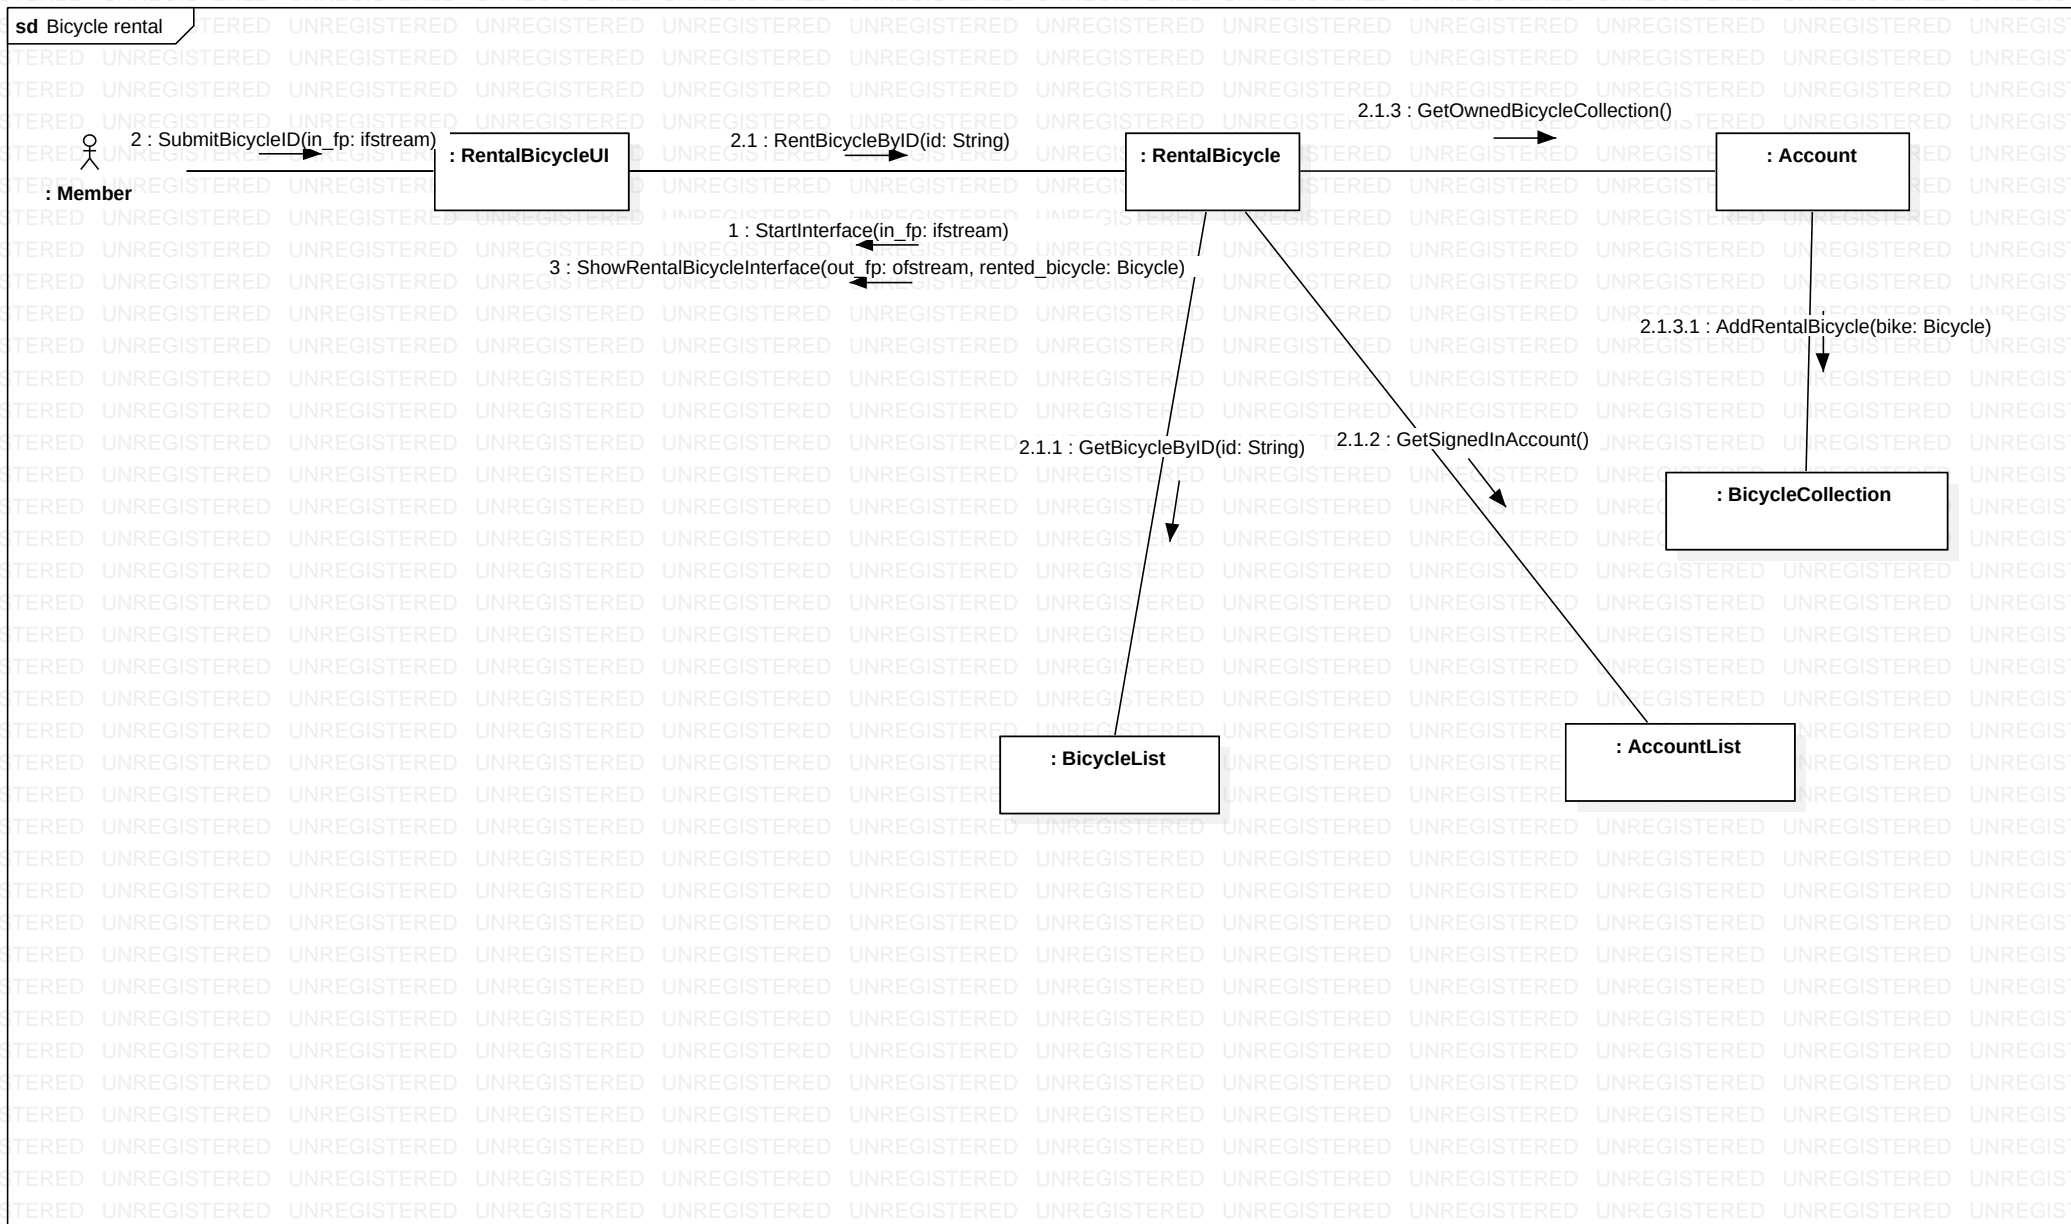 sd Bicycle rental
2.1.3 : GetOwnedBicycleCollection()
2 : SubmitBicycleID(in_fp: ifstream)
2.1 : RentBicycleByID(id: String)
: RentalBicycleUI
: RentalBicycle
: Account
: Member
1 : StartInterface(in_fp: ifstream)
3 : ShowRentalBicycleInterface(out_fp: ofstream, rented_bicycle: Bicycle)
2.1.3.1 : AddRentalBicycle(bike: Bicycle)
2.1.1 : GetBicycleByID(id: String)
2.1.2 : GetSignedInAccount()
: BicycleCollection
: BicycleList
: AccountList
UNREGISTERED